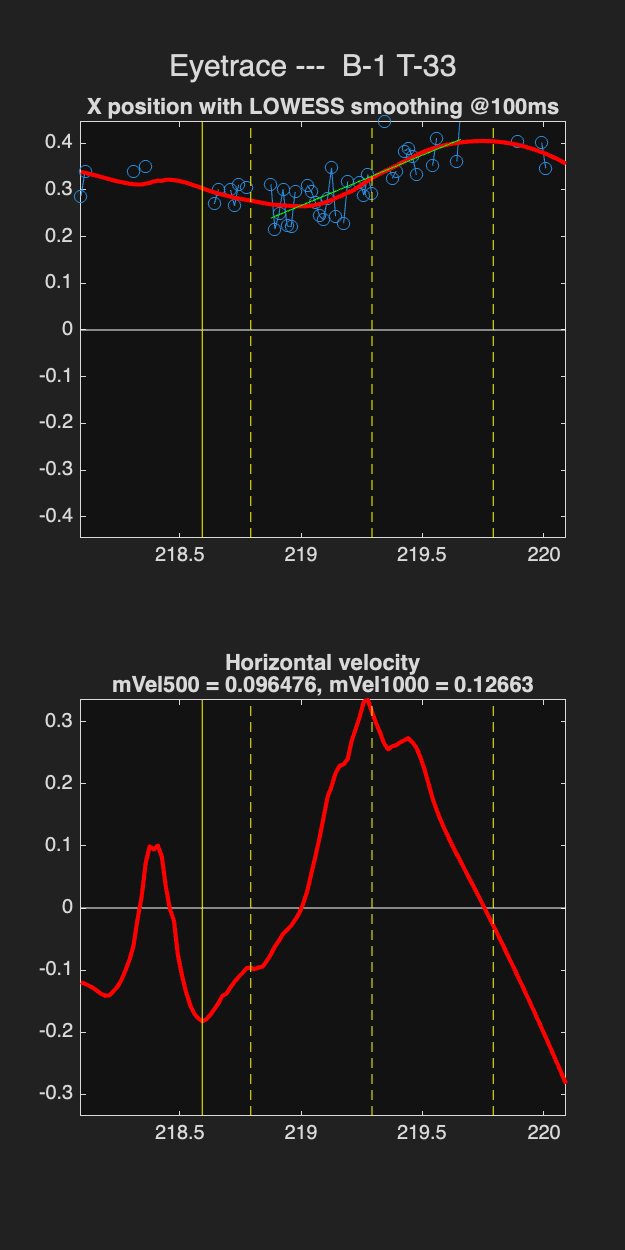 Eyetrace ---  B-1 T-33
X position with LOWESS smoothing @100ms
0.4
0.3
0.2
0.1
0
-0.1
-0.2
-0.3
-0.4
218.5 219 219.5 220
Horizontal velocity
mVel500 = 0.096476, mVel1000 = 0.12663
0.3
0.2
0.1
0
-0.1
-0.2
-0.3
218.5 219 219.5 220